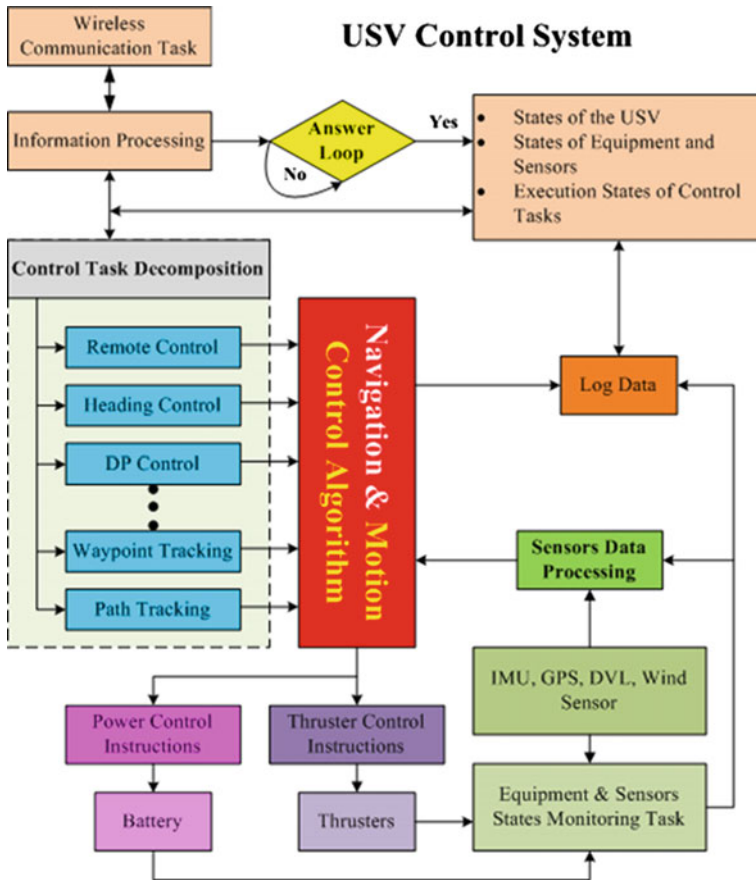 USV Control System
Wireless
Communication Task
Information Processing
Answer
Loop
No
Yes
• States of the USV
• States of Equipment and
Sensors
• Execution States of Control
Tasks
Control Task Decomposition
Remote Control
Heading Control
DP Control
Waypoint Tracking
Path Tracking
Navigation & Motion
Control Algorithm
Log Data
Sensors Data
Processing
IMU, GPS, DVL, Wind
Sensor
Power Control
Instructions
Thruster Control
Instructions
Battery
Thrusters
Equipment & Sensors
States Monitoring Task